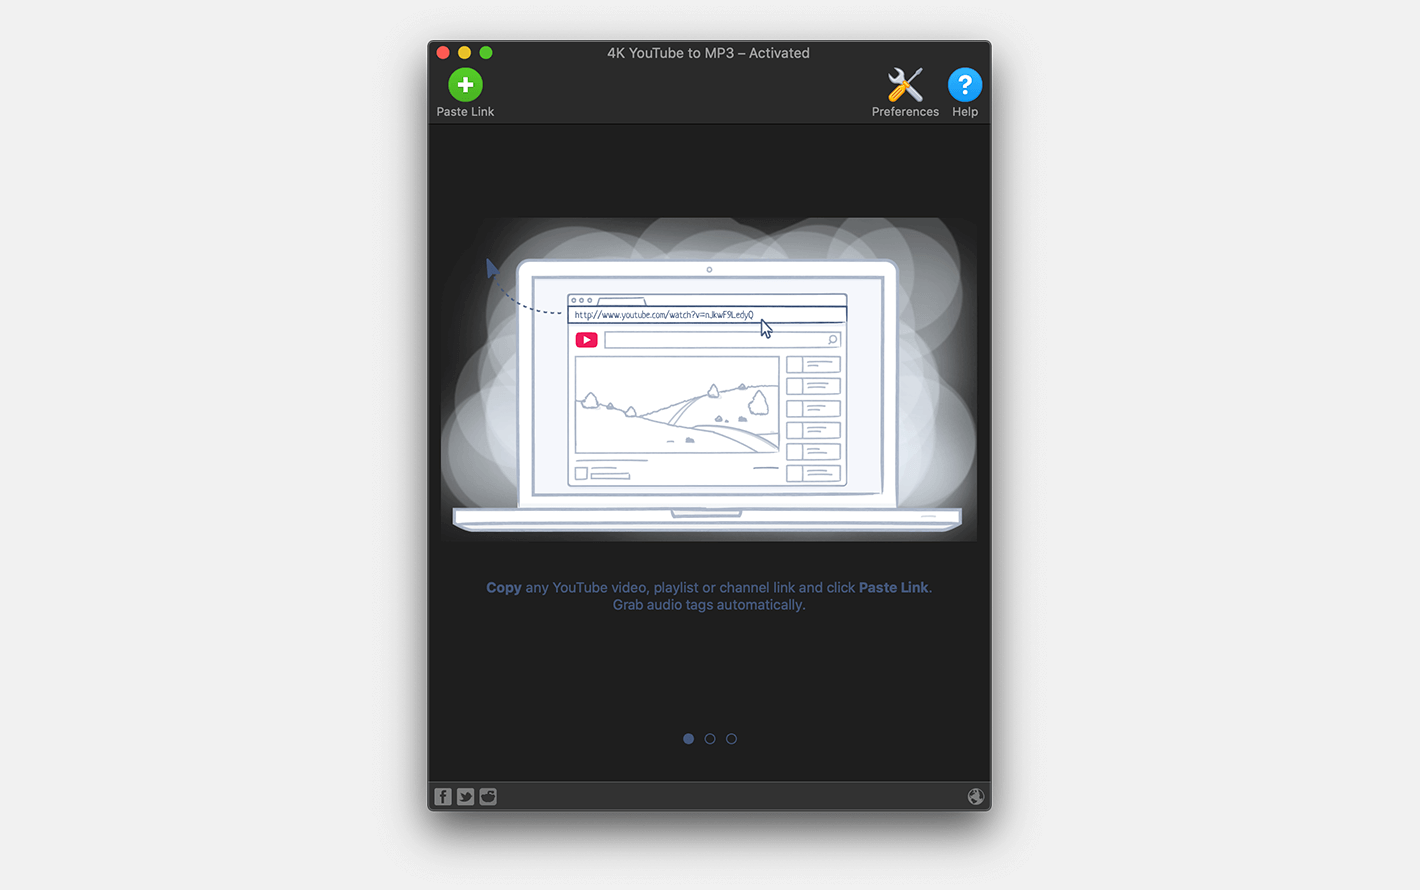 4K YouTube to MP3 – Activated
Paste Link
Preferences
? Help
http://www.youtube.com/watch?v=nJkwF9LedyQ
Copy any YouTube video, playlist or channel link and click Paste Link.
Grab audio tags automatically.